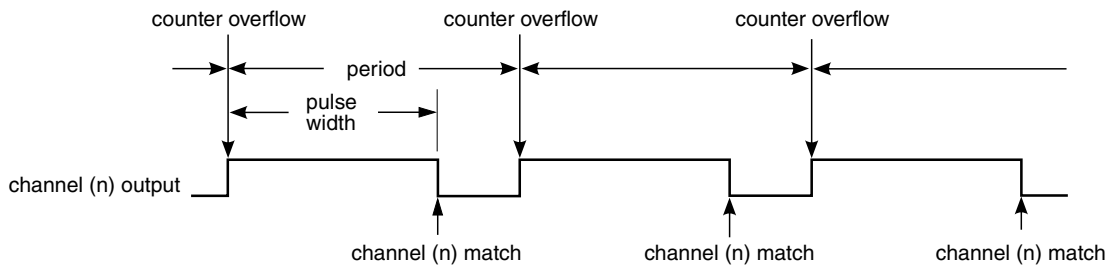 counter overflow
counter overflow
counter overflow
period
pulse
width
channel (n) output
channel (n) match
channel (n) match
channel (n) match